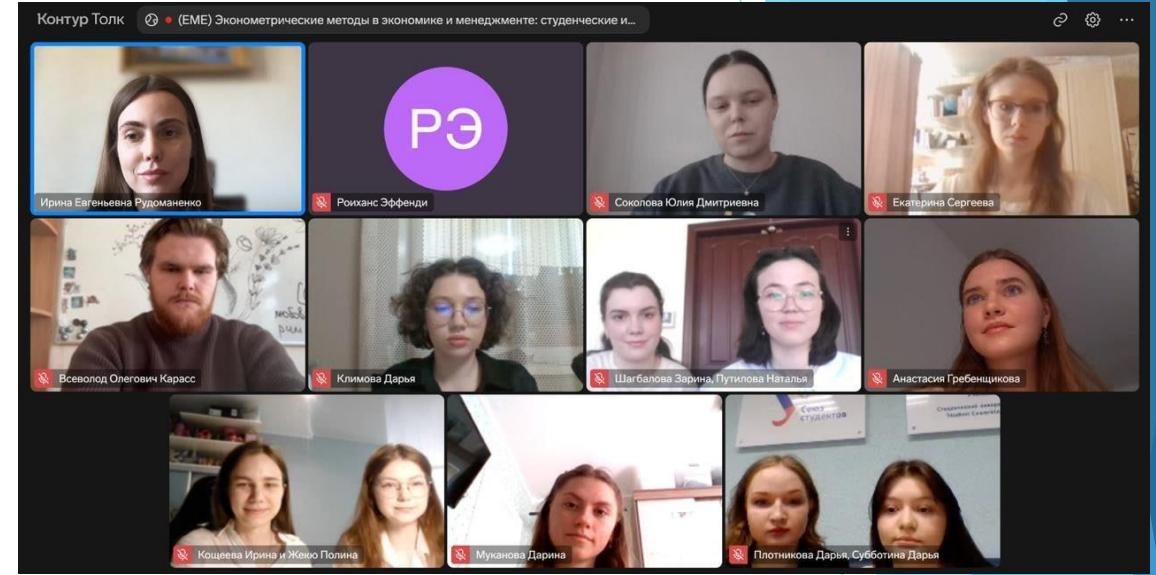 Контур Толк
(EME) Эконометрические методы в экономике и менеджменте: студенческие и...
РЭ
Ирина Евгеньевна Рудоманенко
Роиханс Эффенди
Соколова Юлия Дмитриевна
Екатерина Сергеева
Всеволод Олегович Карасс
Климова Дарья
Шагбалова Зарина, Путилова Наталья
Анастасия Гребенщикова
Союз
студентов
Кощеева Ирина и Жекю Полина
Муканова Дарина
Плотникова Дарья, Субботина Дарья